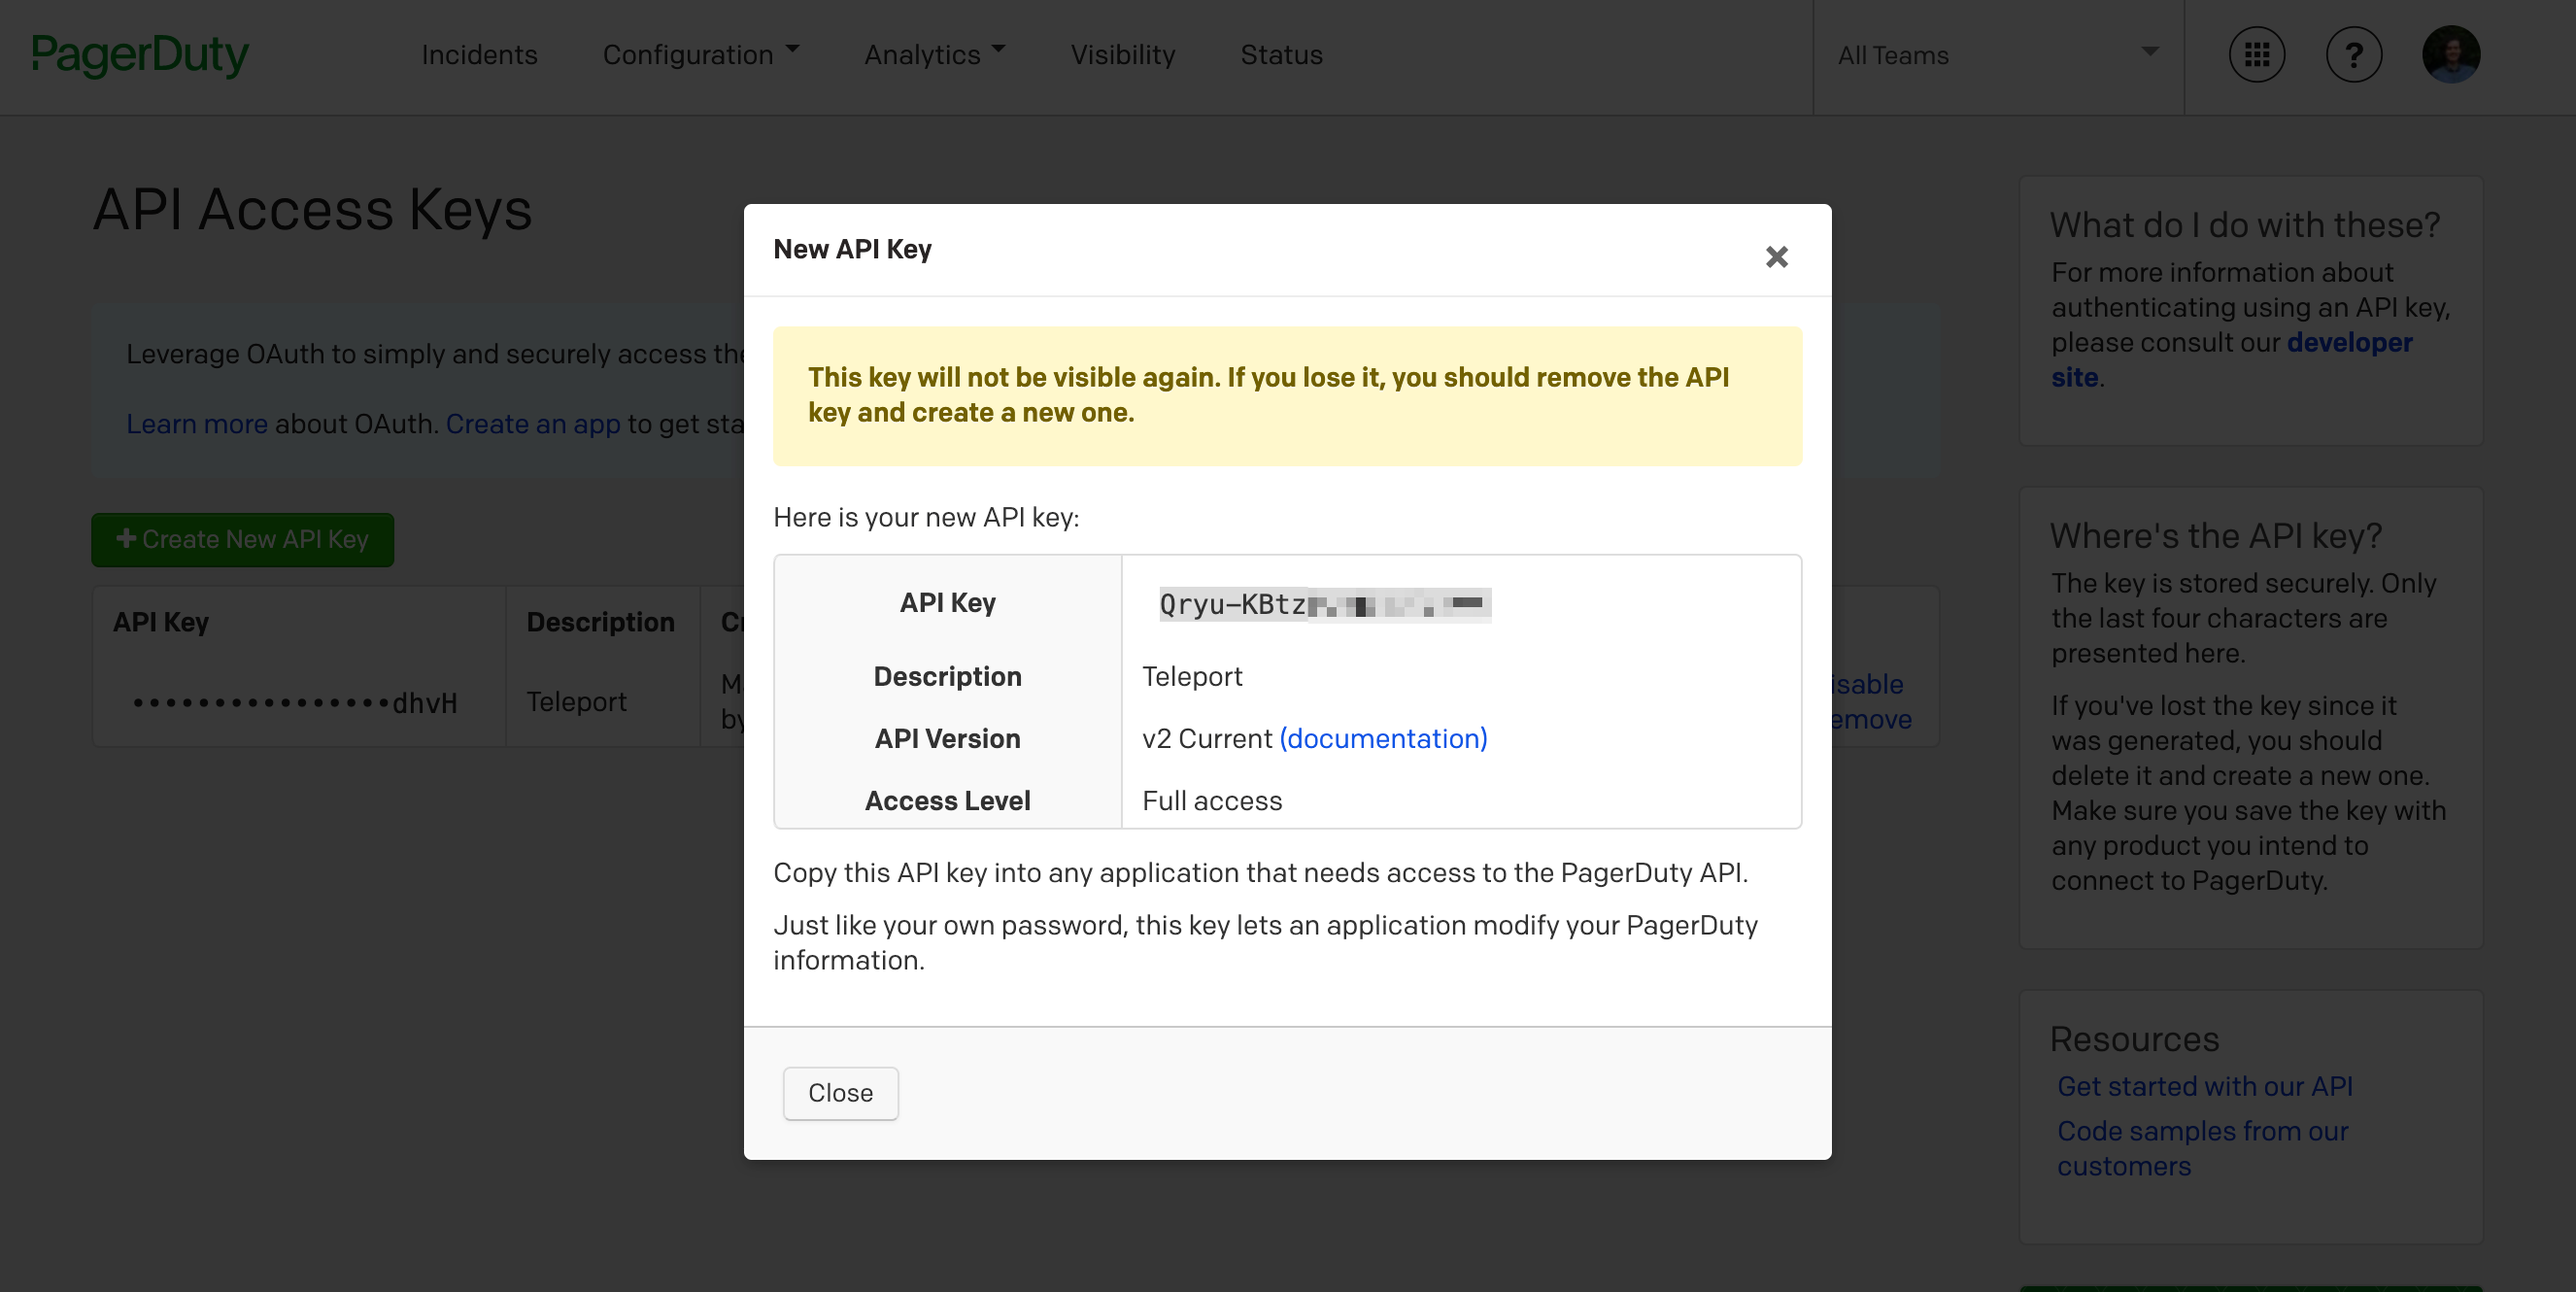 PagerDuty
Incidents
Configuration
Analytics
Visibility
Status
All Teams
?
API Access Keys
Leverage OAuth to simply and securely access the
Learn more about OAuth. Create an app to get sta
+ Create New API Key
API Key
Description
••••••••••••••••dhvH
Teleport
isable
emove
New API Key
This key will not be visible again. If you lose it, you should remove the API
key and create a new one.
Here is your new API key:
API Key
Qryu-KBtz
Description
Teleport
API Version
v2 Current (documentation)
Access Level
Full access
Copy this API key into any application that needs access to the PagerDuty API.
Just like your own password, this key lets an application modify your PagerDuty
information.
Close
What do I do with these?
For more information about
authenticating using an API key,
please consult our developer
site.
Where's the API key?
The key is stored securely. Only
the last four characters are
presented here.
If you've lost the key since it
was generated, you should
delete it and create a new one.
Make sure you save the key with
any product you intend to
connect to PagerDuty.
Resources
Get started with our API
Code samples from our
customers